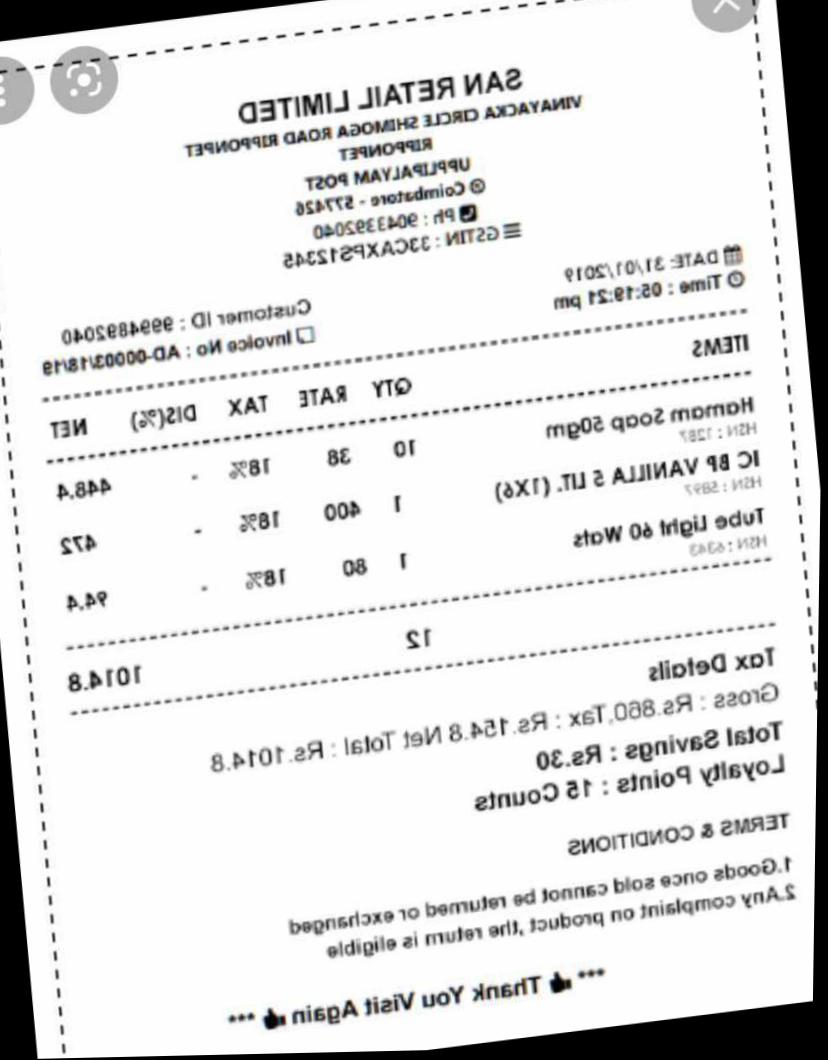 SAN RETAIL LIMITED
VINAYACKA CIRCLE SHIMOGA ROAD RIPPONPET
RIPPONPET
UPPLIPALYAM POST
Coimbatore - 577426
Ph : 9043392040
GSTIN : 33CAXPS12345
DATE: 31/01/2019 Customer ID : 9994892040
Time : 05:19:21 pm Invoice No : AD-00003/18/19
ITEMS QTY RATE TAX DIS(%) NET
Hamam Soap 50gm 10 38 18% - 448.4
HSN : 1287
IC BP VANILLA 5 LIT. (1X6) 1 400 18% - 472
HSN : 5897
Tube Light 60 Wats 1 80 18% - 94.4
HSN : 6343
12 1014.8
Tax Details
Gross : Rs.860,Tax : Rs.154.8 Net Total : Rs.1014.8
Total Savings : Rs.30
Loyalty Points : 15 Counts
TERMS & CONDITIONS
1.Goods once sold cannot be returned or exchanged
2.Any complaint on product ,the return is eligible
*** Thank You Visit Again ***